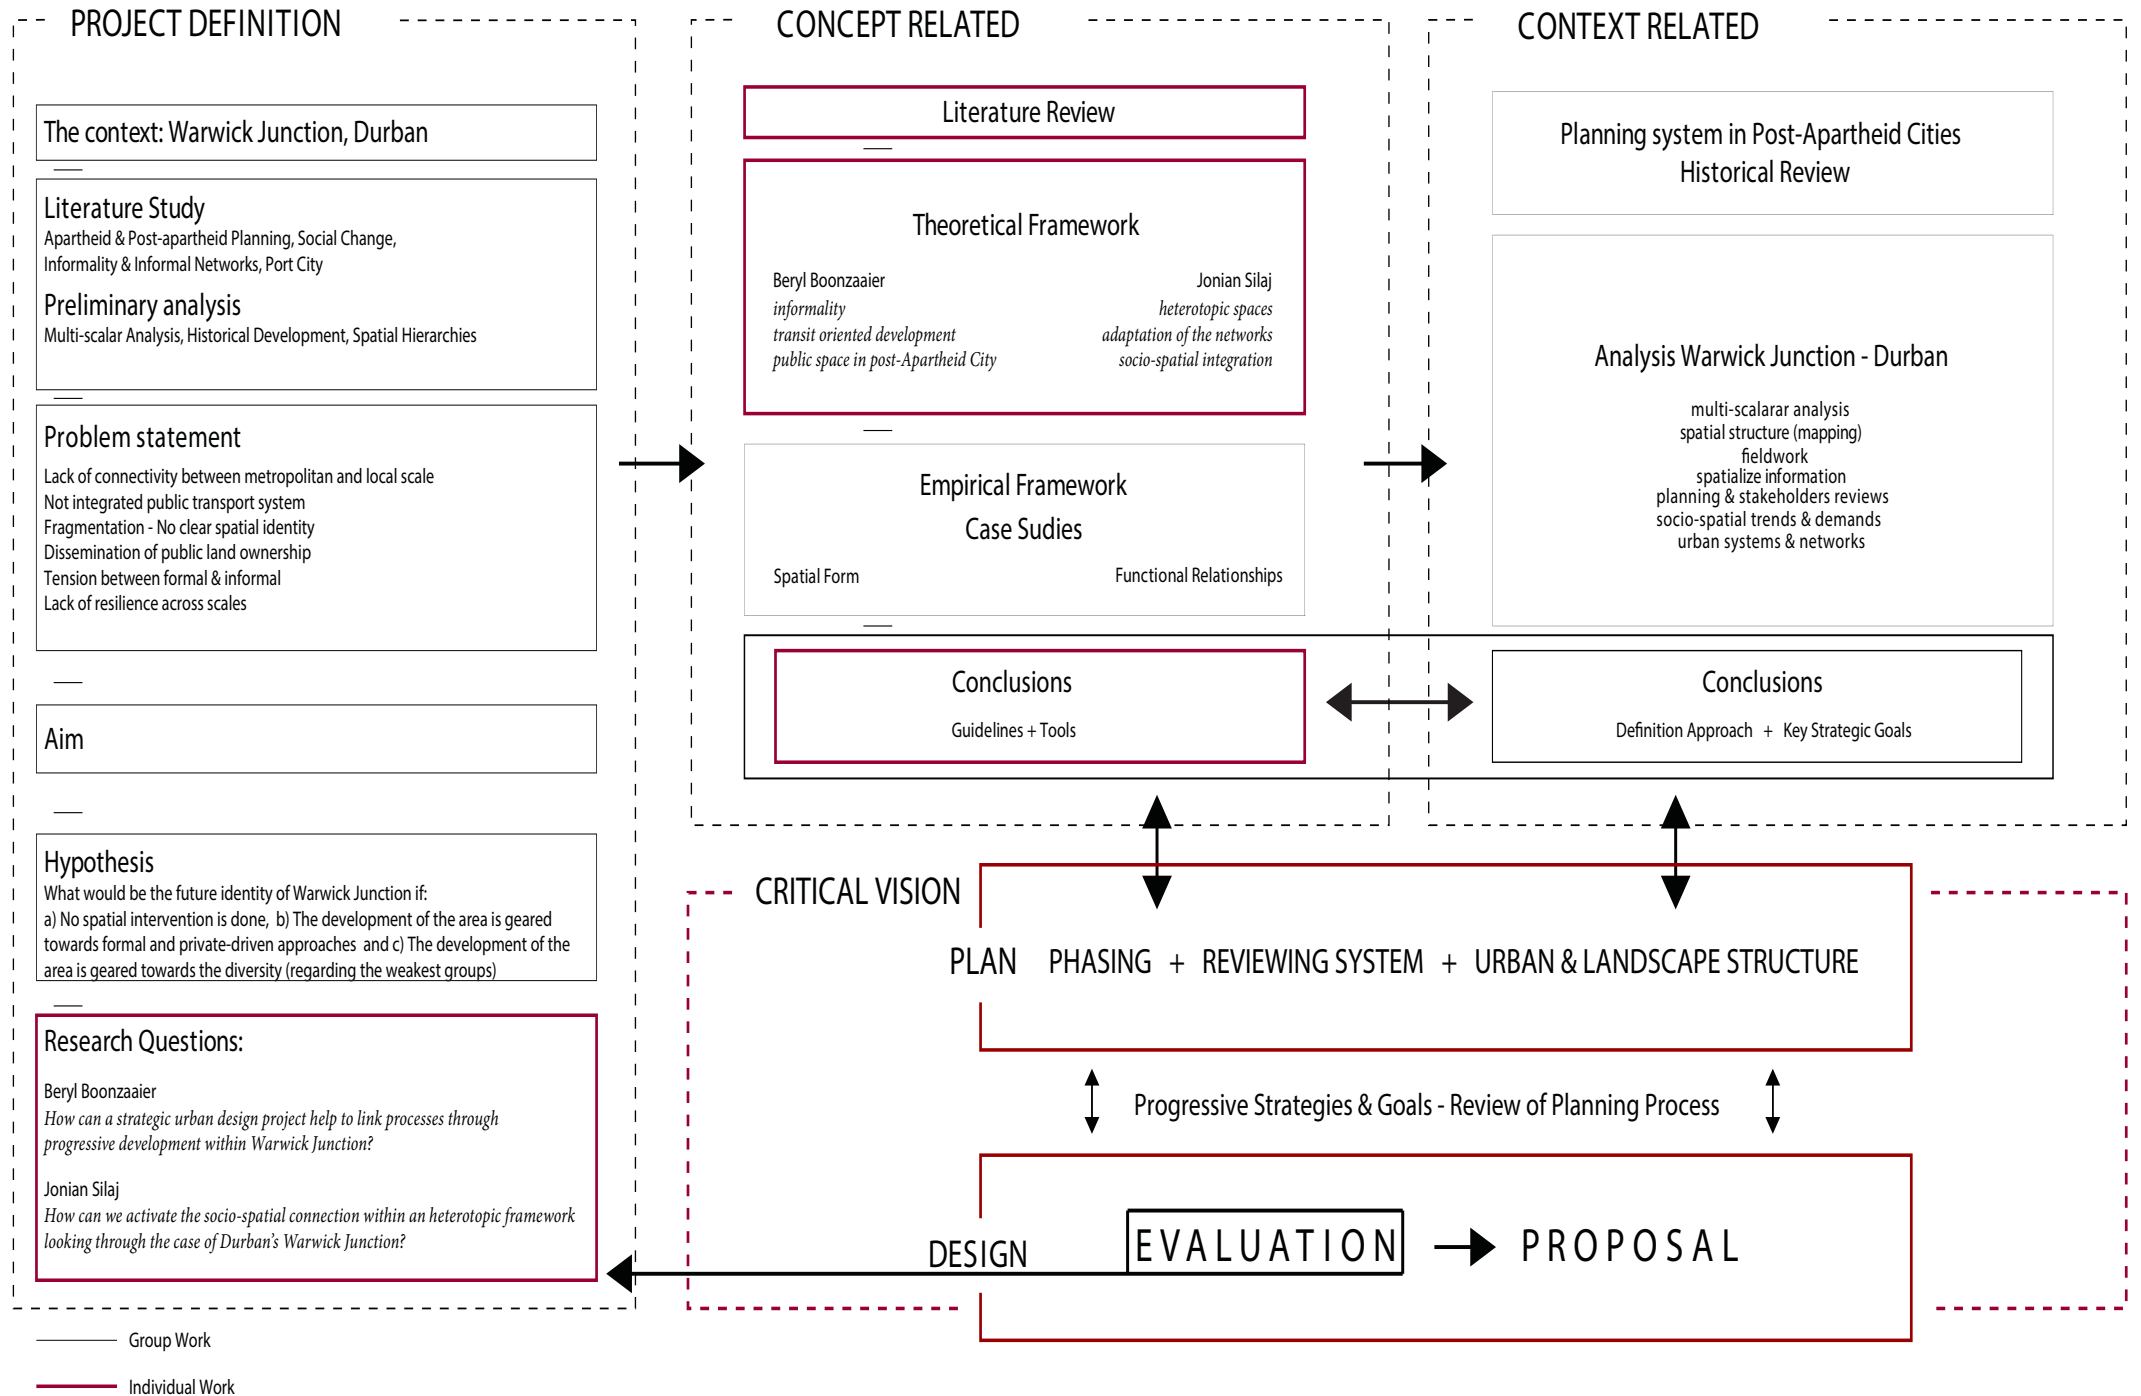 PROJECT DEFINITION
The context: Warwick Junction, Durban
Literature Study
Apartheid & Post-apartheid Planning, Social Change,
Informality & Informal Networks, Port City
Preliminary analysis
Multi-scalar Analysis, Historical Development, Spatial Hierarchies
Problem statement
Lack of connectivity between metropolitan and local scale
Not integrated public transport system
Fragmentation - No clear spatial identity
Dissemination of public land ownership
Tension between formal & informal
Lack of resilience across scales
Aim
Hypothesis
What would be the future identity of Warwick Junction if:
a) No spatial intervention is done, b) The development of the area is geared
towards formal and private-driven approaches and c) The development of the
area is geared towards the diversity (regarding the weakest groups)
Research Questions:
Beryl Boonzaaier
How can a strategic urban design project help to link processes through
progressive development within Warwick Junction?
Jonian Silaj
How can we activate the socio-spatial connection within an heterotopic framework
looking through the case of Durban's Warwick Junction?
Group Work
Individual Work
CONCEPT RELATED
Literature Review
Theoretical Framework
Beryl Boonzaaier
informality
transit oriented development
public space in post-Apartheid City
Jonian Silaj
heterotopic spaces
adaptation of the networks
socio-spatial integration
Empirical Framework
Case Sudies
Spatial Form
Functional Relationships
Conclusions
Guidelines + Tools
CONTEXT RELATED
Planning system in Post-Apartheid Cities
Historical Review
Analysis Warwick Junction - Durban
multi-scalarar analysis
spatial structure (mapping)
fieldwork
spatialize information
planning & stakeholders reviews
socio-spatial trends & demands
urban systems & networks
Conclusions
Definition Approach + Key Strategic Goals
CRITICAL VISION
PLAN PHASING + REVIEWING SYSTEM + URBAN & LANDSCAPE STRUCTURE
Progressive Strategies & Goals - Review of Planning Process
DESIGN EVALUATION PROPOSAL